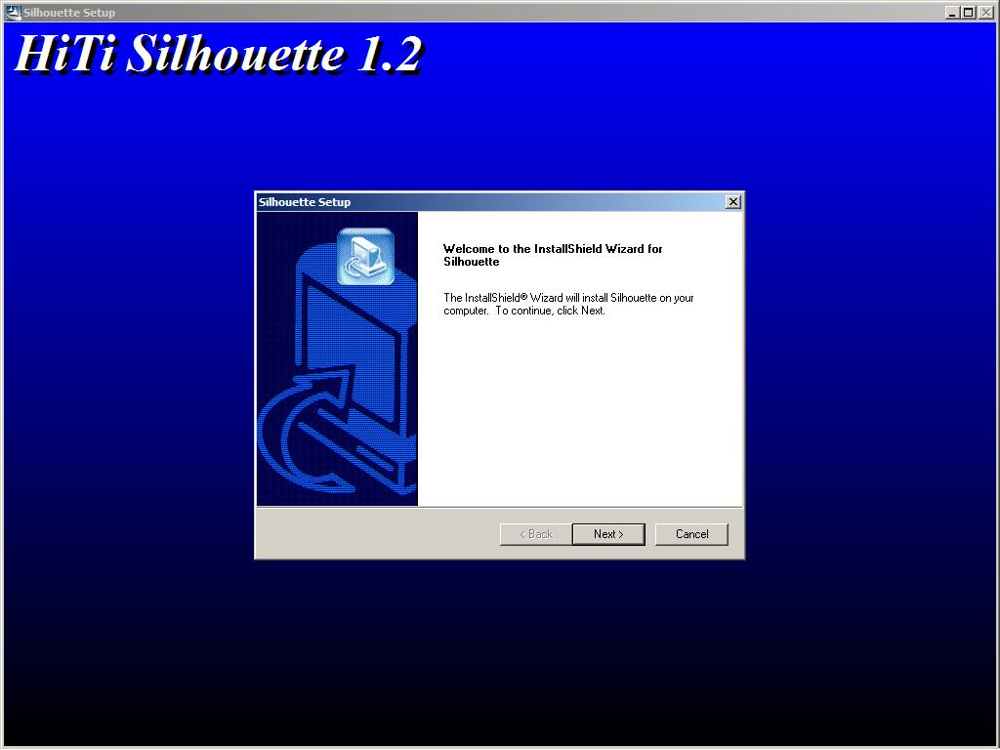 Silhouette Setup
HiTi Silhouette 1.2
Silhouette Setup
Welcome to the InstallShield Wizard for
Silhouette
The InstallShield® Wizard will install Silhouette on your
computer.  To continue, click Next.
< Back
Next >
Cancel